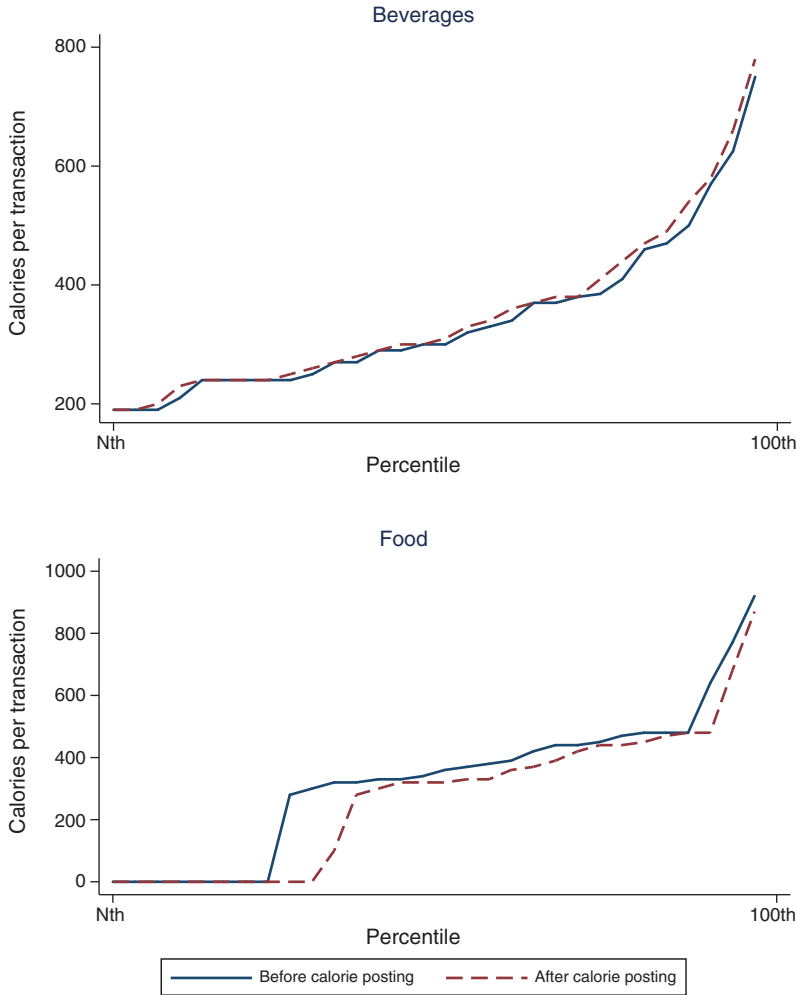 Beverages
800
600
400
200
Calories per transaction
Nth
100th
Percentile
Food
1000
800
600
400
200
0
Calories per transaction
Nth
100th
Percentile
Before calorie posting
After calorie posting